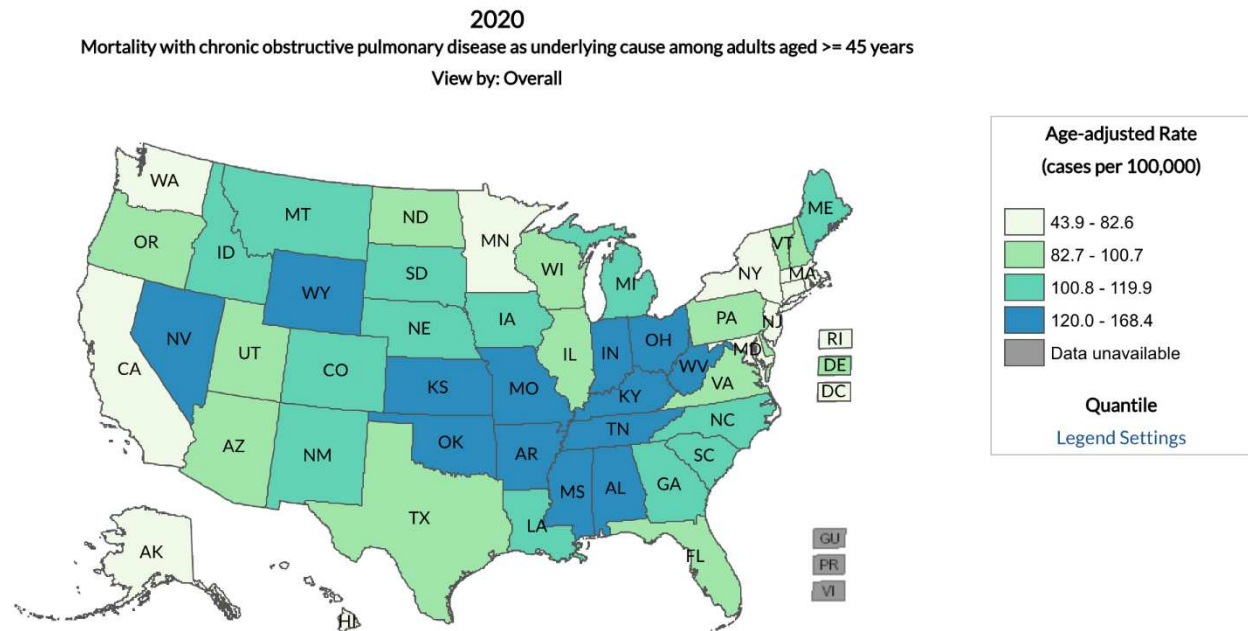 2020
Mortality with chronic obstructive pulmonary disease as underlying cause among adults aged >= 45 years
View by: Overall
WA
MT
ND
MN
ME
OR
ID
SD
WI
MI
VT
NY
MA
WY
NE
IA
PA
NJ
NV
UT
CO
KS
MO
IL
IN
OH
WV
MD
VA
RI
DE
DC
CA
KY
NC
AZ
NM
OK
AR
TN
SC
TX
LA
MS
AL
GA
FL
AK
HI
GU
PR
VI
Age-adjusted Rate
(cases per 100,000)
43.9 - 82.6
82.7 - 100.7
100.8 - 119.9
120.0 - 168.4
Data unavailable
Quantile
Legend Settings